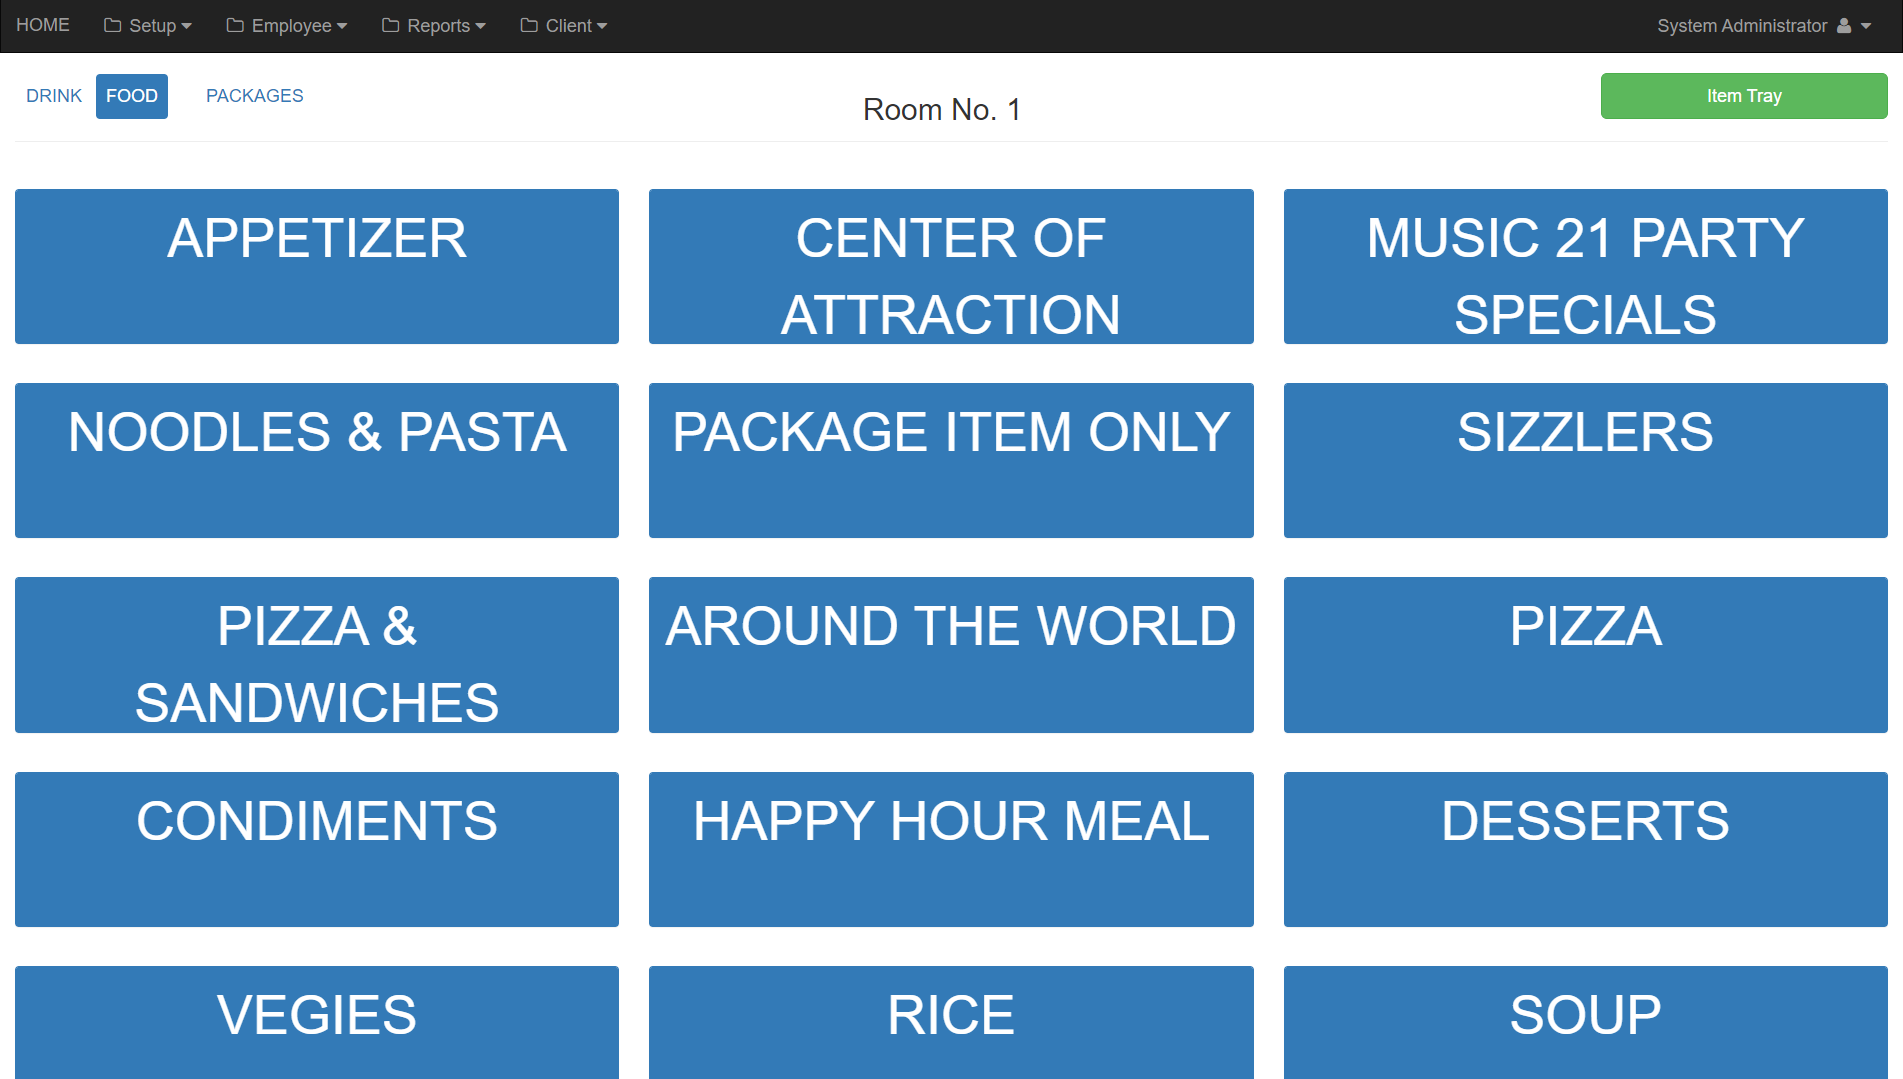 HOME Setup Employee Reports Client System Administrator
DRINK FOOD PACKAGES
Room No. 1
Item Tray
APPETIZER
CENTER OF
ATTRACTION
MUSIC 21 PARTY
SPECIALS
NOODLES & PASTA
PACKAGE ITEM ONLY
SIZZLERS
PIZZA &
SANDWICHES
AROUND THE WORLD
PIZZA
CONDIMENTS
HAPPY HOUR MEAL
DESSERTS
VEGIES
RICE
SOUP